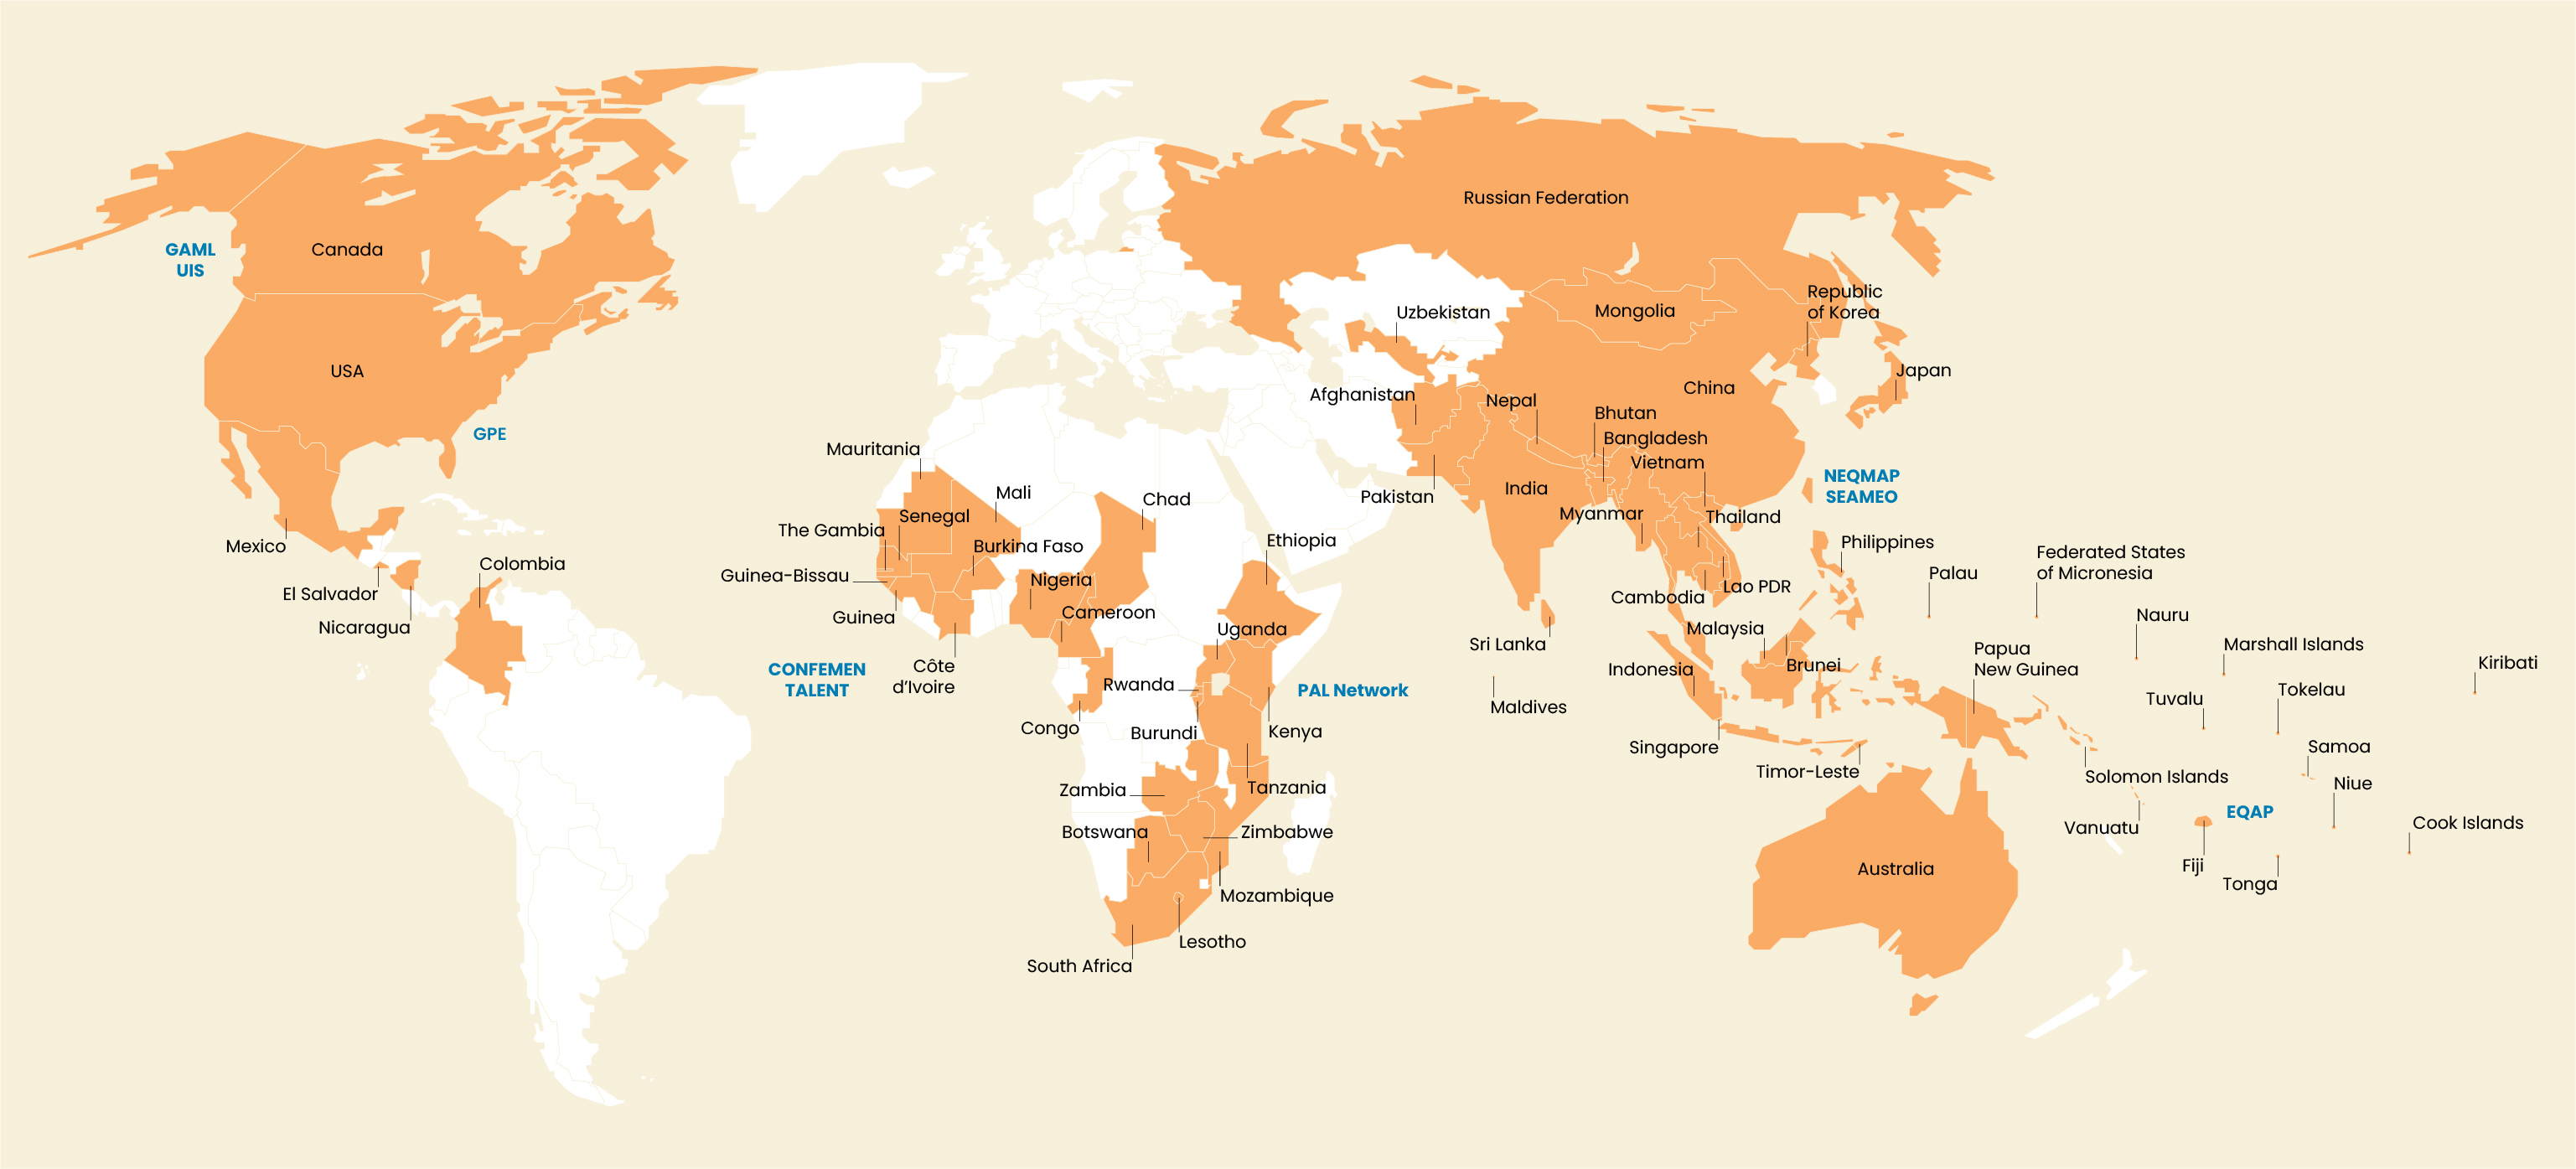 Russian Federation
GAML
UIS
Canada
Republic
of Korea
Mongolia
Uzbekistan
USA
Japan
China
Afghanistan
Nepal
Bhutan
GPE
Bangladesh
Mauritania
Vietnam
NEQMAP
SEAMEO
India
Mali
Pakistan
Chad
Senegal
Myanmar
Thailand
The Gambia
Ethiopia
Philippines
Mexico
Burkina Faso
Federated States
of Micronesia
Colombia
Guinea-Bissau
Nigeria
Palau
Lao PDR
El Salvador
Cambodia
Cameroon
Nauru
Guinea
Nicaragua
Uganda
Malaysia
Sri Lanka
Marshall Islands
Papua
New Guinea
Kiribati
Côte
d’Ivoire
Brunei
CONFEMEN
TALENT
Indonesia
Rwanda
PAL Network
Tokelau
Tuvalu
Maldives
Congo
Burundi
Kenya
Singapore
Samoa
Timor-Leste
Solomon Islands
Niue
Tanzania
Zambia
EQAP
Cook Islands
Vanuatu
Botswana
Zimbabwe
Fiji
Australia
Tonga
Mozambique
Lesotho
South Africa